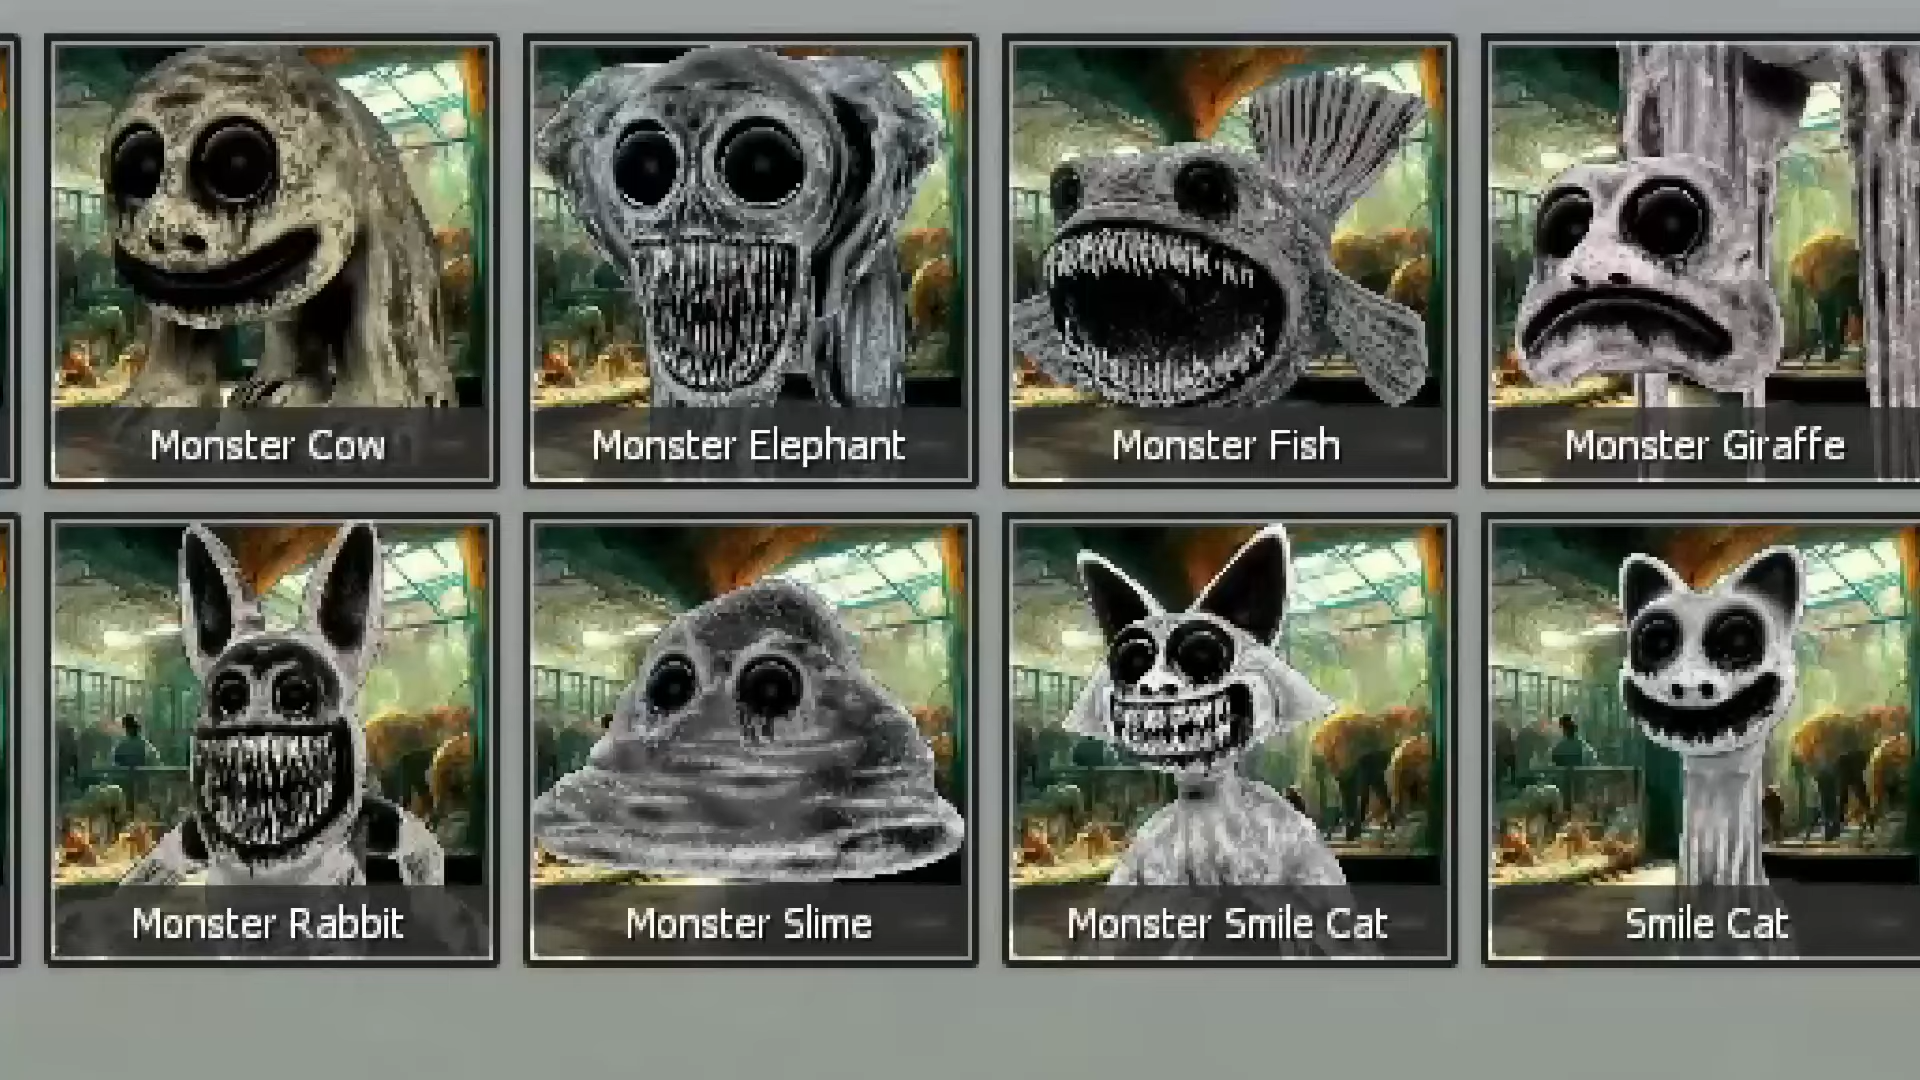 Monster Cow
Monster Elephant
Monster Fish
Monster Giraffe
Monster Rabbit
Monster Slime
Monster Smile Cat
Smile Cat